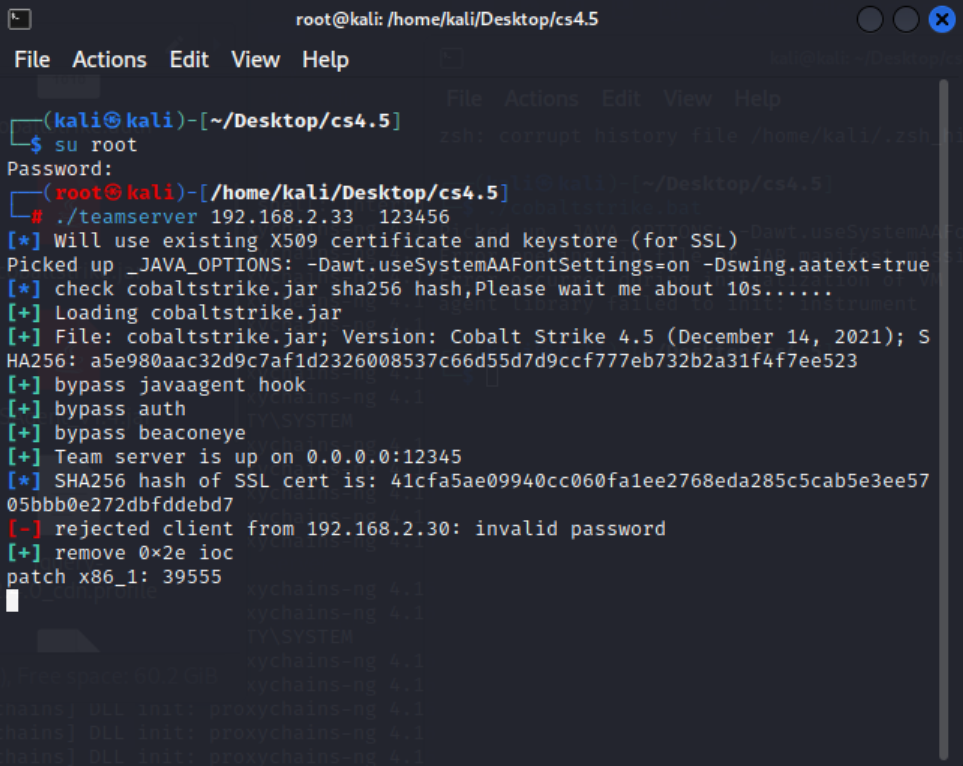 root@kali: /home/kali/Desktop/cs4.5
File Actions Edit View Help
┌──(kali㉿kali)-[~/Desktop/cs4.5]
└─$ su root
Password:
┌──(root㉿kali)-[/home/kali/Desktop/cs4.5]
└─# ./teamserver 192.168.2.33  123456
[*] Will use existing X509 certificate and keystore (for SSL)
Picked up _JAVA_OPTIONS: -Dawt.useSystemAAFontSettings=on -Dswing.aatext=true
[*] check cobaltstrike.jar sha256 hash,Please wait me about 10s......
[+] Loading cobaltstrike.jar
[+] File: cobaltstrike.jar; Version: Cobalt Strike 4.5 (December 14, 2021); S
HA256: a5e980aac32d9c7af1d2326008537c66d55d7d9ccf777eb732b2a31f4f7ee523
[+] bypass javaagent hook
[+] bypass auth
[+] bypass beaconeye
[+] Team server is up on 0.0.0.0:12345
[*] SHA256 hash of SSL cert is: 41cfa5ae09940cc060fa1ee2768eda285c5cab5e3ee57
05bbb0e272dbfddebd7
[-] rejected client from 192.168.2.30: invalid password
[+] remove 0×2e ioc
patch x86_1: 39555